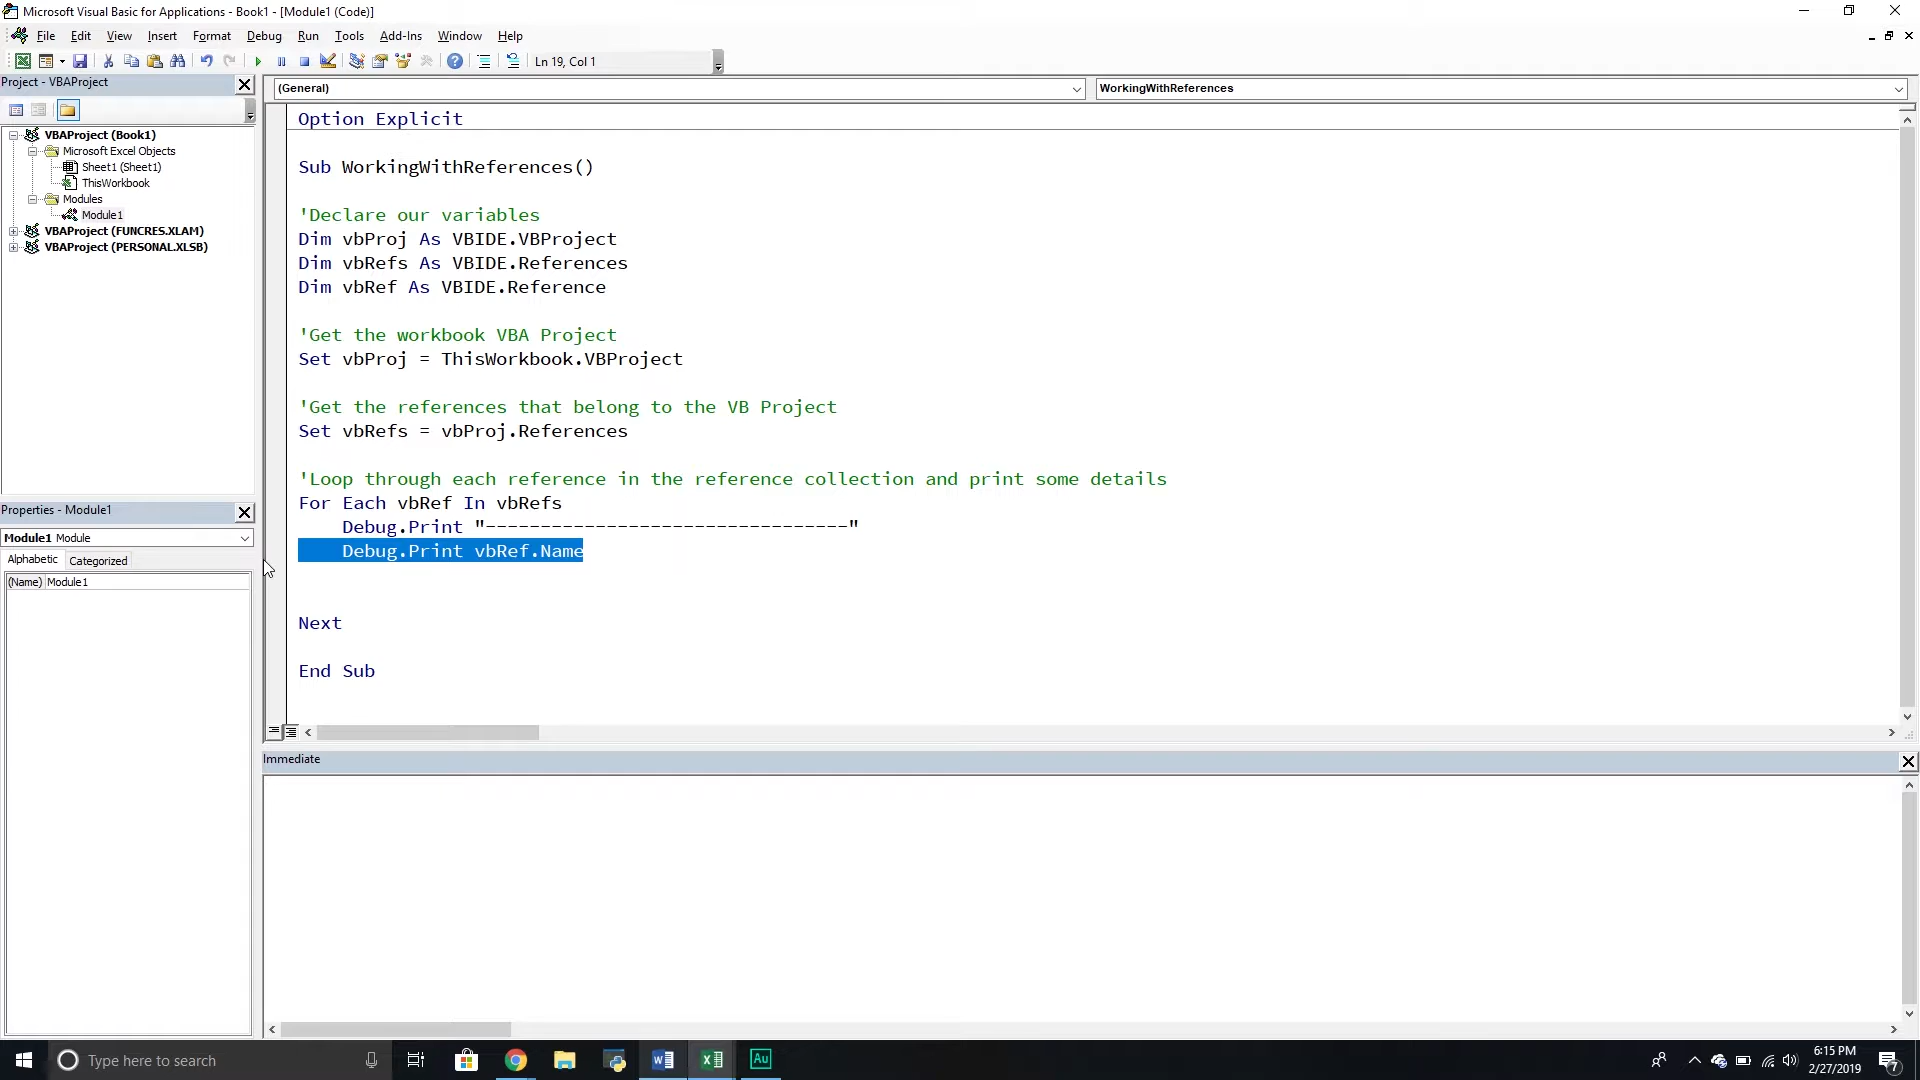 Microsoft Visual Basic for Applications - Book1 - [Module1 (Code)]
File Edit View Insert Format Debug Run Tools Add-Ins Window Help
Ln 19, Col 1
Project - VBAProject
VBAProject (Book1)
Microsoft Excel Objects
Sheet1 (Sheet1)
ThisWorkbook
Modules
Module1
VBAProject (FUNCRES.XLAM)
VBAProject (PERSONAL.XLSB)
Properties - Module1
Module1 Module
Alphabetic Categorized
(Name) Module1
(General) WorkingWithReferences
Option Explicit
Sub WorkingWithReferences()
'Declare our variables
Dim vbProj As VBIDE.VBProject
Dim vbRefs As VBIDE.References
Dim vbRef As VBIDE.Reference
'Get the workbook VBA Project
Set vbProj = ThisWorkbook.VBProject
'Get the references that belong to the VB Project
Set vbRefs = vbProj.References
'Loop through each reference in the reference collection and print some details
For Each vbRef In vbRefs
Debug.Print "---------------------------------"
Debug.Print vbRef.Name
Next
End Sub
Immediate
Type here to search
Au
6:15 PM
2/27/2019
7